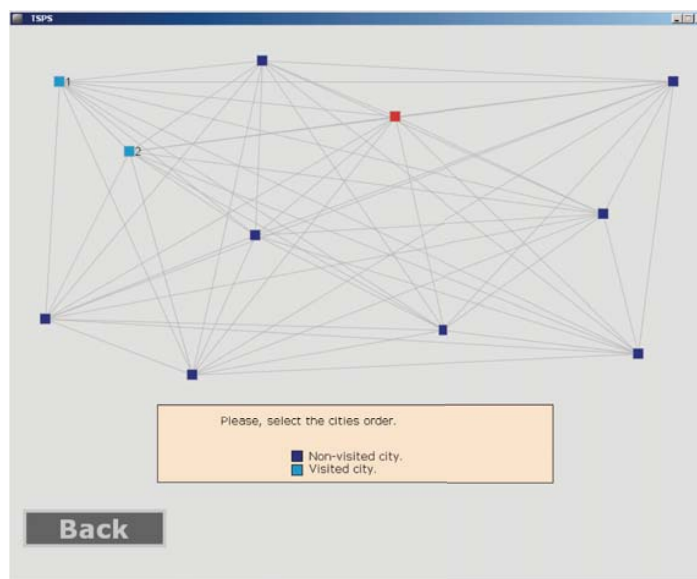 TSPS
1
2
Please, select the cities order.
Non-visited city.
Visited city.
Back